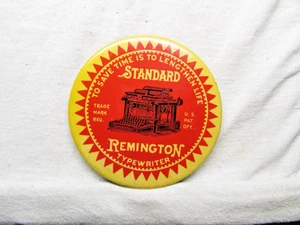 TO SAVE TIME IS TO LENGTHEN LIFE
STANDARD
TRADE
MARK
REG.
U.S.
PAT
OFF.
REMINGTON
TYPEWRITER